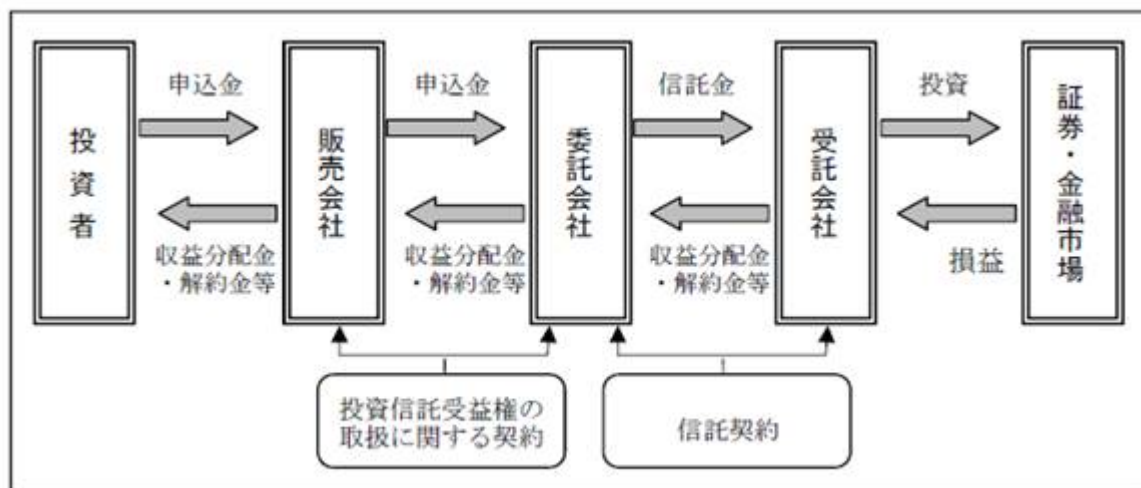 申込金
申込金
信託金
投資
投資者
販売会社
委託会社
受託会社
証券・金融市場
収益分配金
・解約金等
収益分配金
・解約金等
収益分配金
・解約金等
損益
投資信託受益権の
取扱に関する契約
信託契約